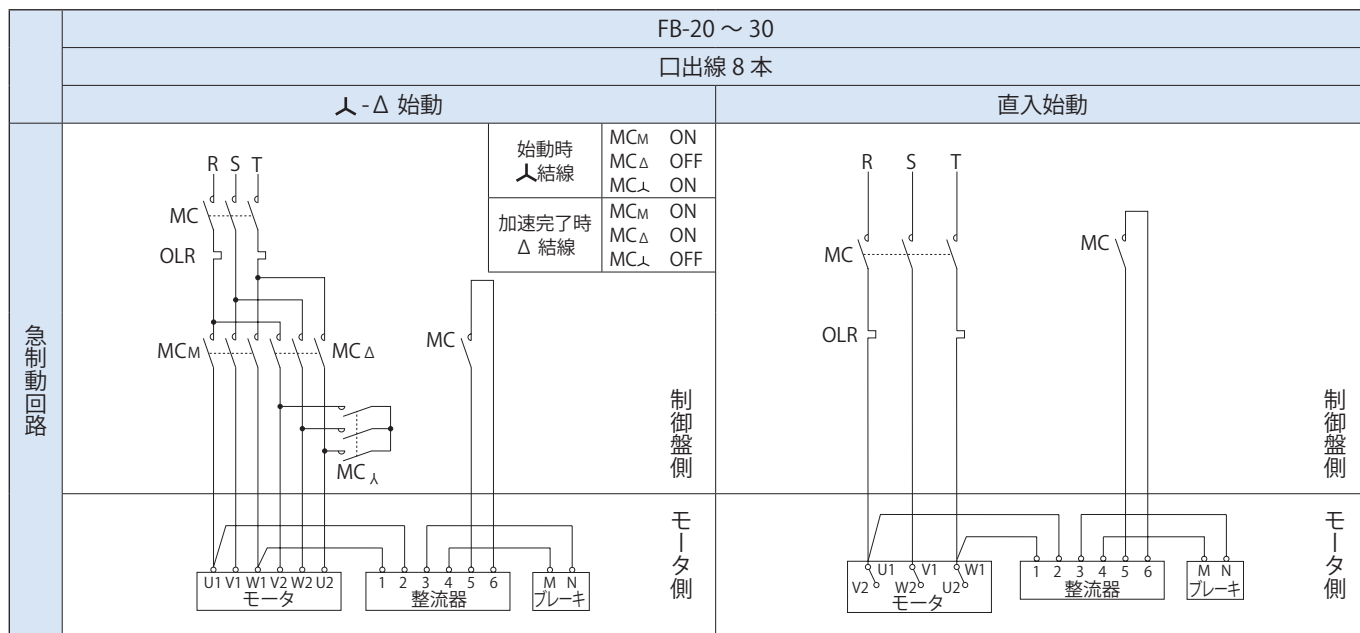 FB-20 ～ 30
口出線 8 本
人 - Δ 始動
直入始動
急制動回路
R S T
MC
OLR
MCM
MC Δ
MC人
始動時
人結線
MCM ON
MCΔ OFF
MC人 ON
加速完了時
Δ 結線
MCM ON
MCΔ ON
MC人 OFF
MC
制御盤側
モータ側
U1 V1 W1 V2 W2 U2
モータ
1 2 3 4 5 6
整流器
M N
ブレーキ
R S T
MC
OLR
MC
制御盤側
モータ側
U1 V1 W1
V2 W2 U2
モータ
1 2 3 4 5 6
整流器
M N
ブレーキ